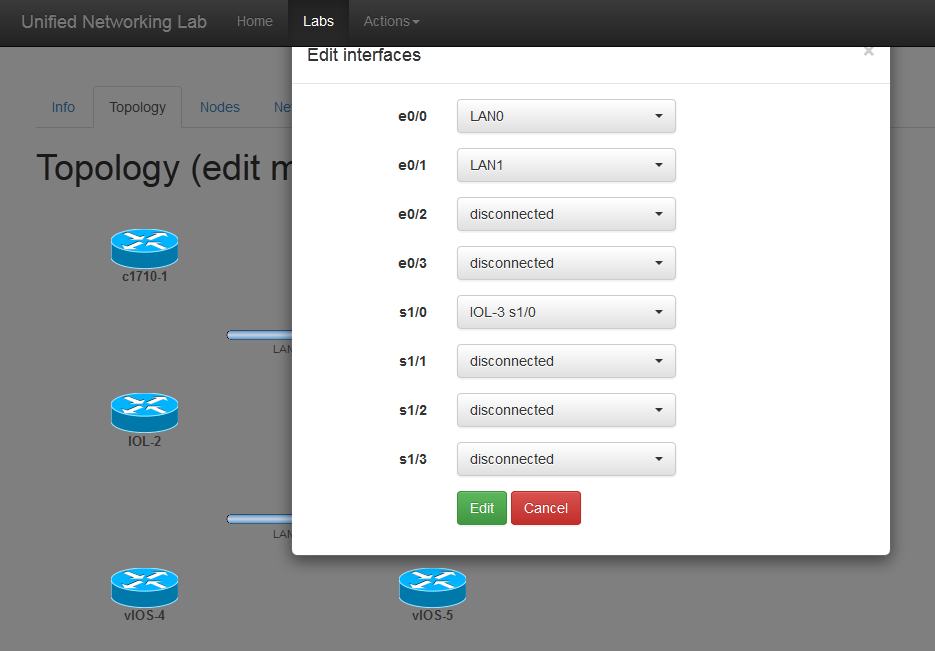 Unified Networking Lab Home Labs Actions
Edit interfaces ×
Info Topology Nodes Ne
Topology (edit m
e0/0 LAN0
e0/1 LAN1
e0/2 disconnected
e0/3 disconnected
s1/0 IOL-3 s1/0
s1/1 disconnected
s1/2 disconnected
s1/3 disconnected
Edit Cancel
c1710-1
LAN
IOL-2
LAN
vIOS-4 vIOS-5